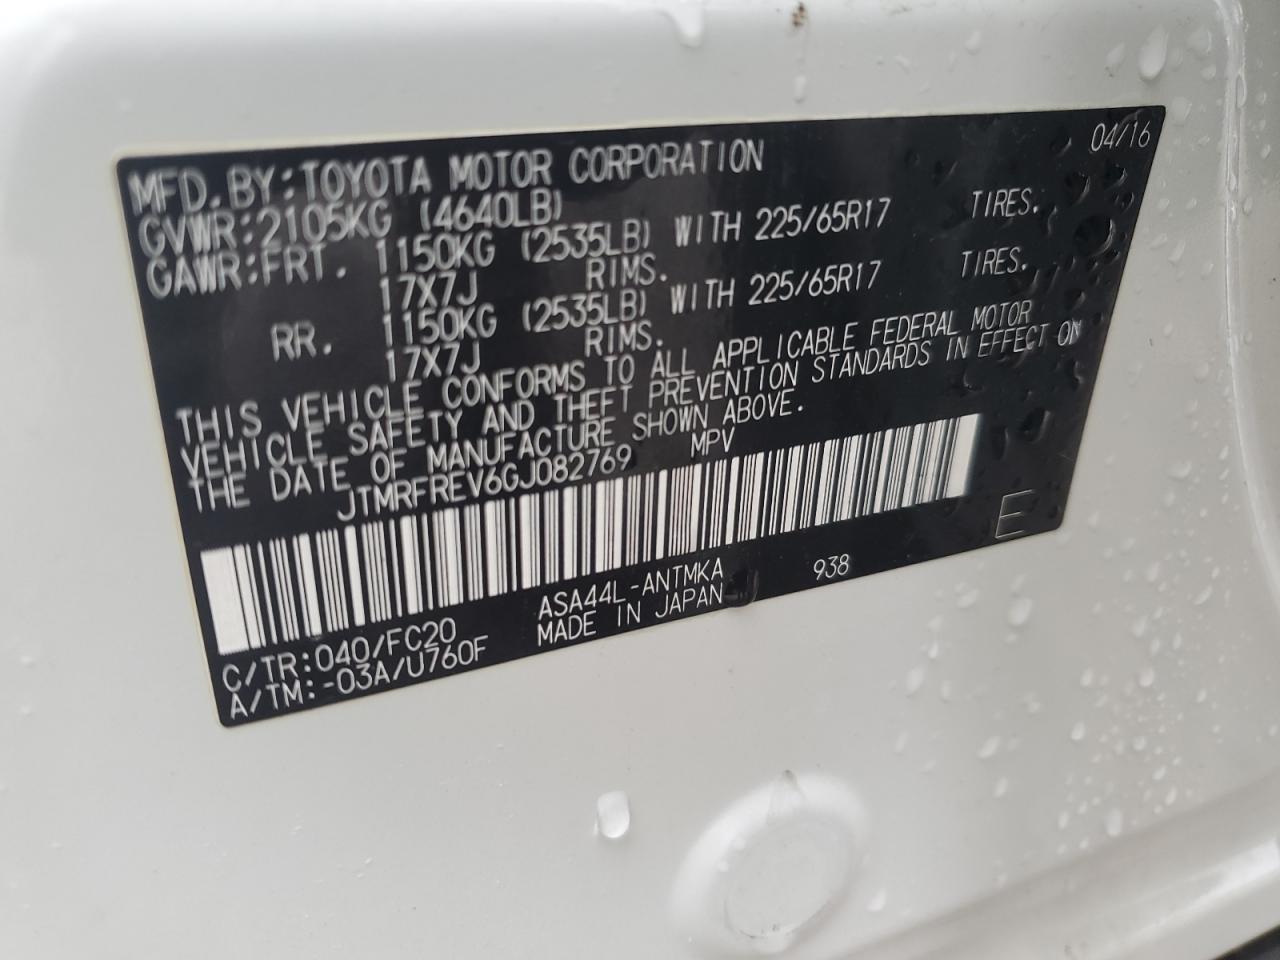 04/16
MFD. BY: TOYOTA MOTOR CORPORATION
GVWR: 2105KG (4640LB)
GAWR: FRT. 1150KG (2535LB) WITH 225/65R17 TIRES.
17X7J RIMS.
RR. 1150KG (2535LB) WITH 225/65R17 TIRES.
17X7J RIMS.
THIS VEHICLE CONFORMS TO ALL APPLICABLE FEDERAL MOTOR
VEHICLE SAFETY AND THEFT PREVENTION STANDARDS IN EFFECT ON
THE DATE OF MANUFACTURE SHOWN ABOVE.
JTMRFREV6GJ082769 MPV
E
ASA44L-ANTMKA 938
MADE IN JAPAN
C/TR:040/FC20
A/TM:-03A/U760F